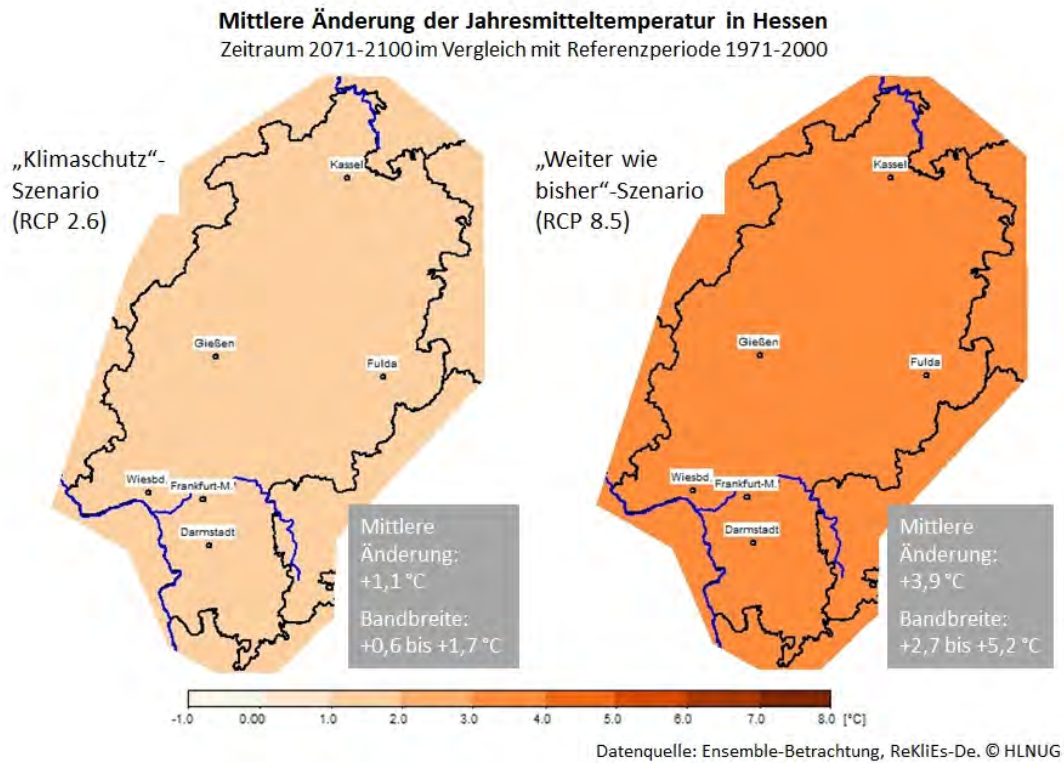 Mittlere Änderung der Jahresmitteltemperatur in Hessen
Zeitraum 2071-2100 im Vergleich mit Referenzperiode 1971-2000
„Klimaschutz“-
Szenario
(RCP 2.6)
Kassel
Gießen
Fulda
Wiesbd.
Frankfurt-M.
Darmstadt
Mittlere
Änderung:
+1,1 °C
Bandbreite:
+0,6 bis +1,7 °C
„Weiter wie
bisher“-Szenario
(RCP 8.5)
Kassel
Gießen
Fulda
Wiesbd.
Frankfurt-M.
Darmstadt
Mittlere
Änderung:
+3,9 °C
Bandbreite:
+2,7 bis +5,2 °C
-1.0 0.00 1.0 2.0 3.0 4.0 5.0 6.0 7.0 8.0 [°C]
Datenquelle: Ensemble-Betrachtung, ReKliEs-De. © HLNUG